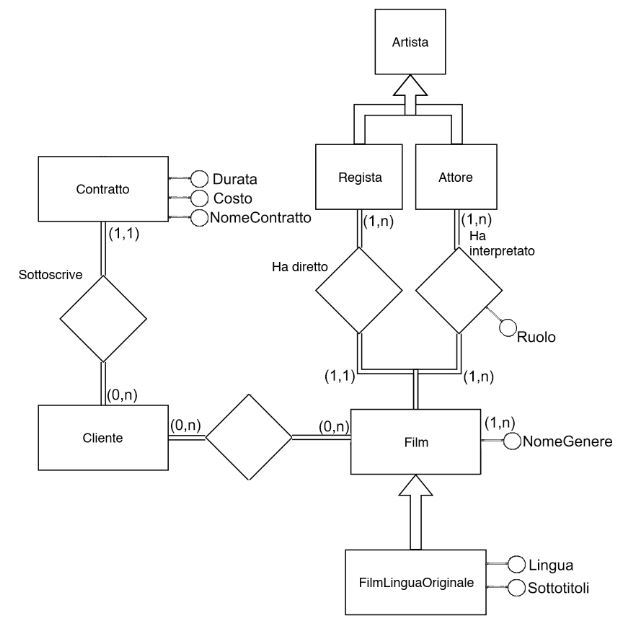 Artista
Regista
Attore
Contratto
Durata
Costo
NomeContratto
(1,1)
(1,n)
(1,n)
Ha
interpretato
Sottoscrive
Ha diretto
Ruolo
(0,n)
(1,1)
(1,n)
Cliente
(0,n)
(0,n)
Film
(1,n)
NomeGenere
FilmLinguaOriginale
Lingua
Sottotitoli